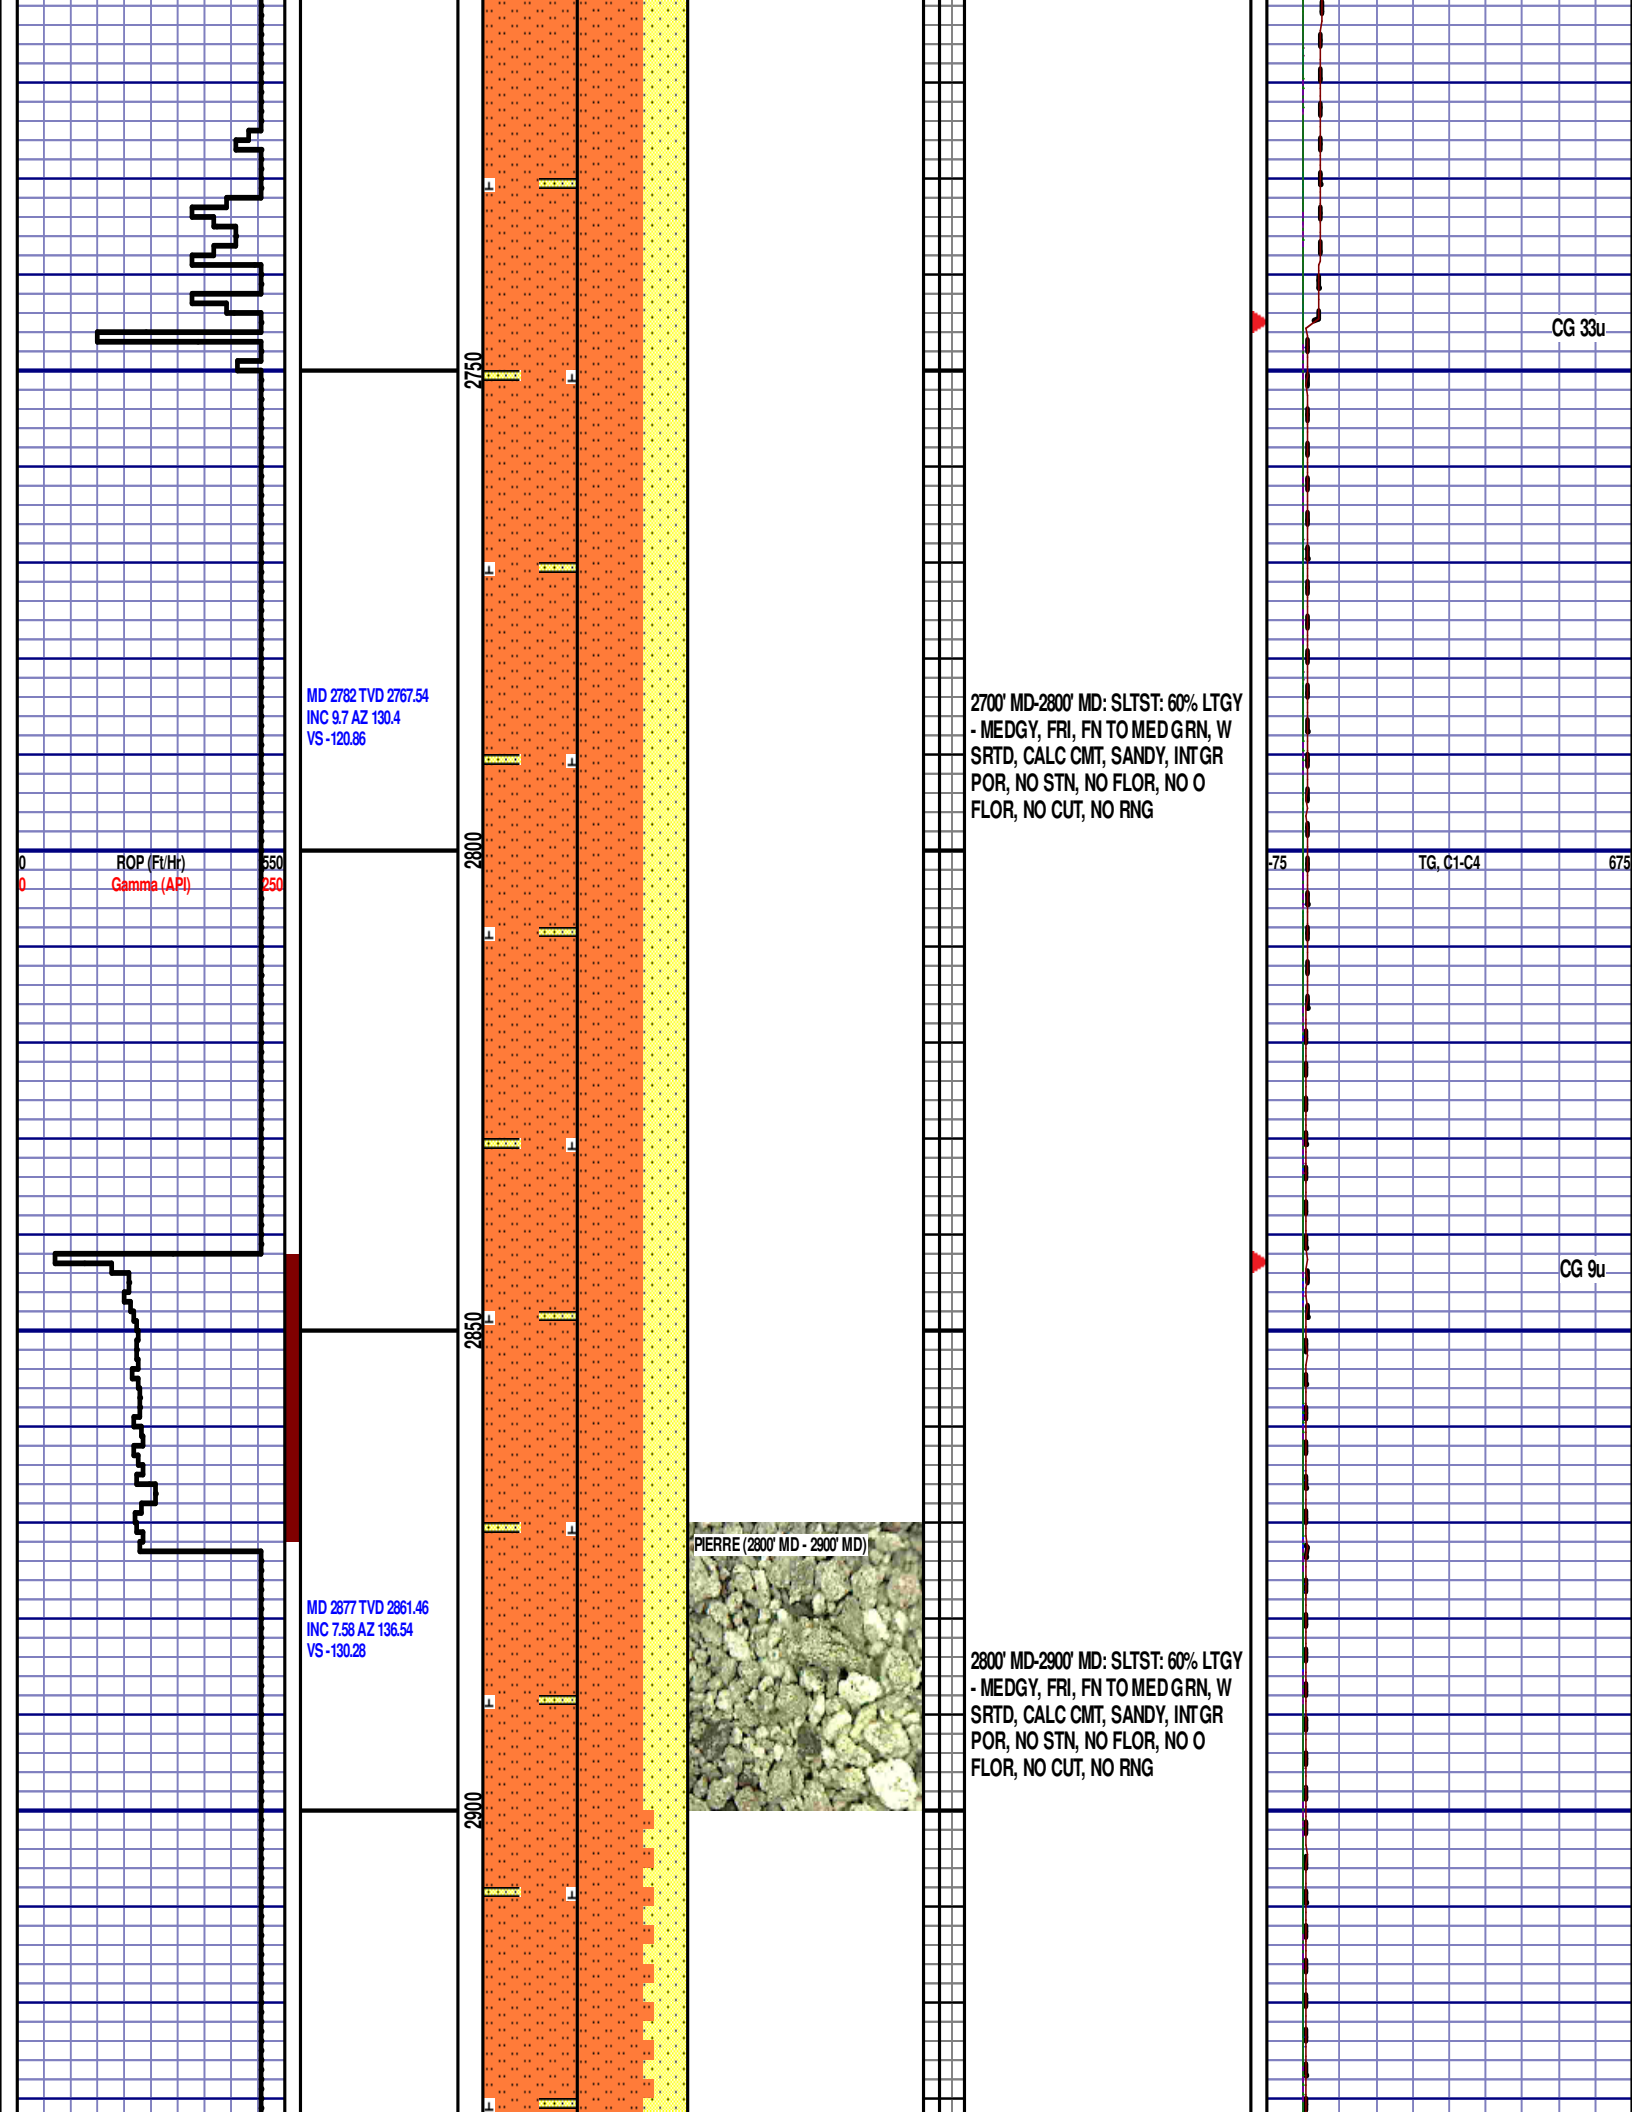 CG 33u
2750
MD 2782 TVD 2767.54
INC 9.7 AZ 130.4
VS -120.86
2700' MD-2800' MD: SLTST: 60% LTGY
- MEDGY, FRI, FN TO MED GRN, W
SRTD, CALC CMT, SANDY, INTGR
POR, NO STN, NO FLOR, NO O
FLOR, NO CUT, NO RNG
2800
0 ROP (Ft/Hr) 550
0 Gamma (API) 250
-75 TG, C1-C4 675
CG 9u
2850
PIERRE (2800' MD - 2900' MD)
MD 2877 TVD 2861.46
INC 7.58 AZ 136.54
VS -130.28
2800' MD-2900' MD: SLTST: 60% LTGY
- MEDGY, FRI, FN TO MED GRN, W
SRTD, CALC CMT, SANDY, INTGR
POR, NO STN, NO FLOR, NO O
FLOR, NO CUT, NO RNG
2900